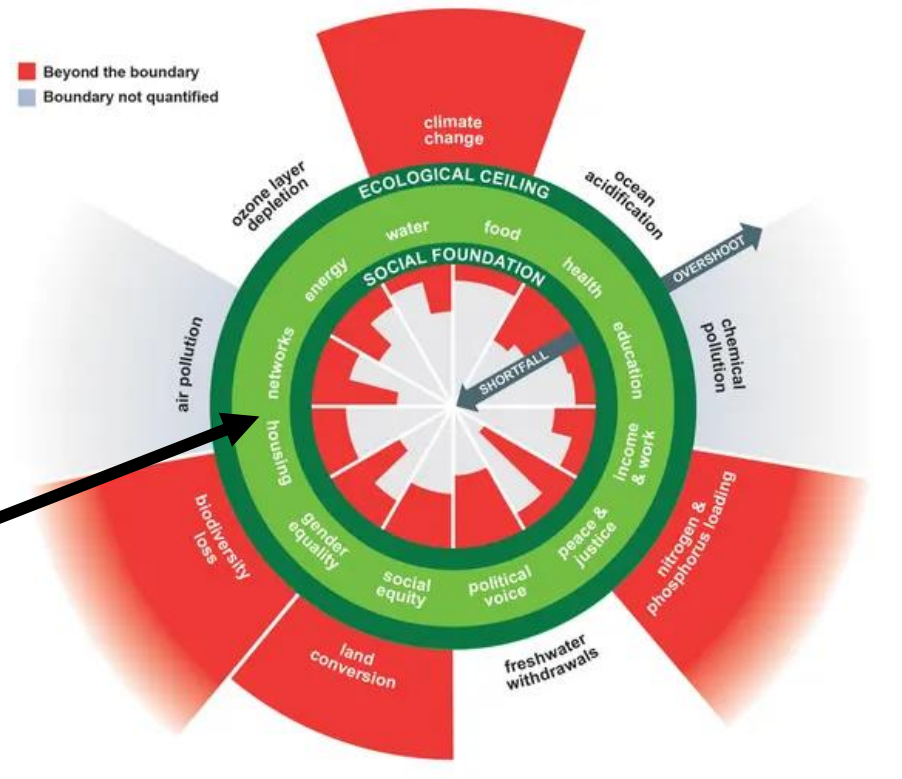 Beyond the boundary
Boundary not quantified
climate
change
ozone layer
depletion
ocean
acidification
ECOLOGICAL CEILING
water
food
energy
SOCIAL FOUNDATION
health
OVERSHOOT
networks
SHORTFALL
education
air pollution
chemical
pollution
housing
income
& work
biodiversity
loss
gender
equality
peace &
justice
nitrogen &
phosphorus loading
social
equity
political
voice
land
conversion
freshwater
withdrawals